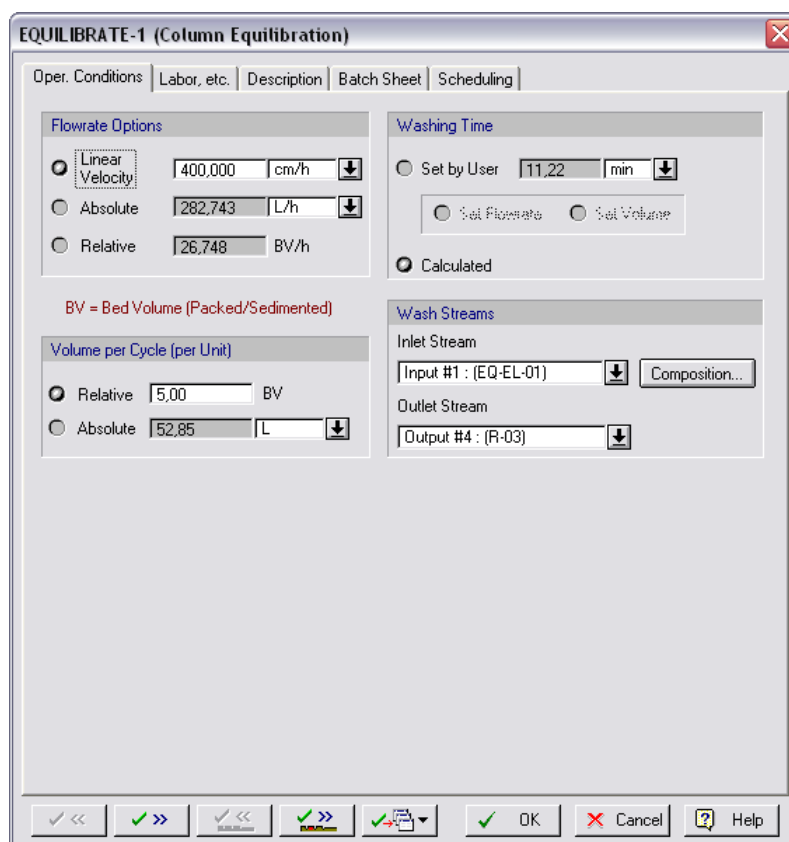 EQUILIBRATE-1 (Column Equilibration)
Oper. Conditions Labor, etc. Description Batch Sheet Scheduling
Flowrate Options
Linear
Velocity 400,000 cm/h
Absolute 282,743 L/h
Relative 26,748 BV/h
BV = Bed Volume (Packed/Sedimented)
Volume per Cycle (per Unit)
Relative 5,00 BV
Absolute 52,85 L
Washing Time
Set by User 11,22 min
Set Flowrate Set Volume
Calculated
Wash Streams
Inlet Stream
Input #1 : (EQ-EL-01) Composition...
Outlet Stream
Output #4 : (R-03)
OK Cancel Help